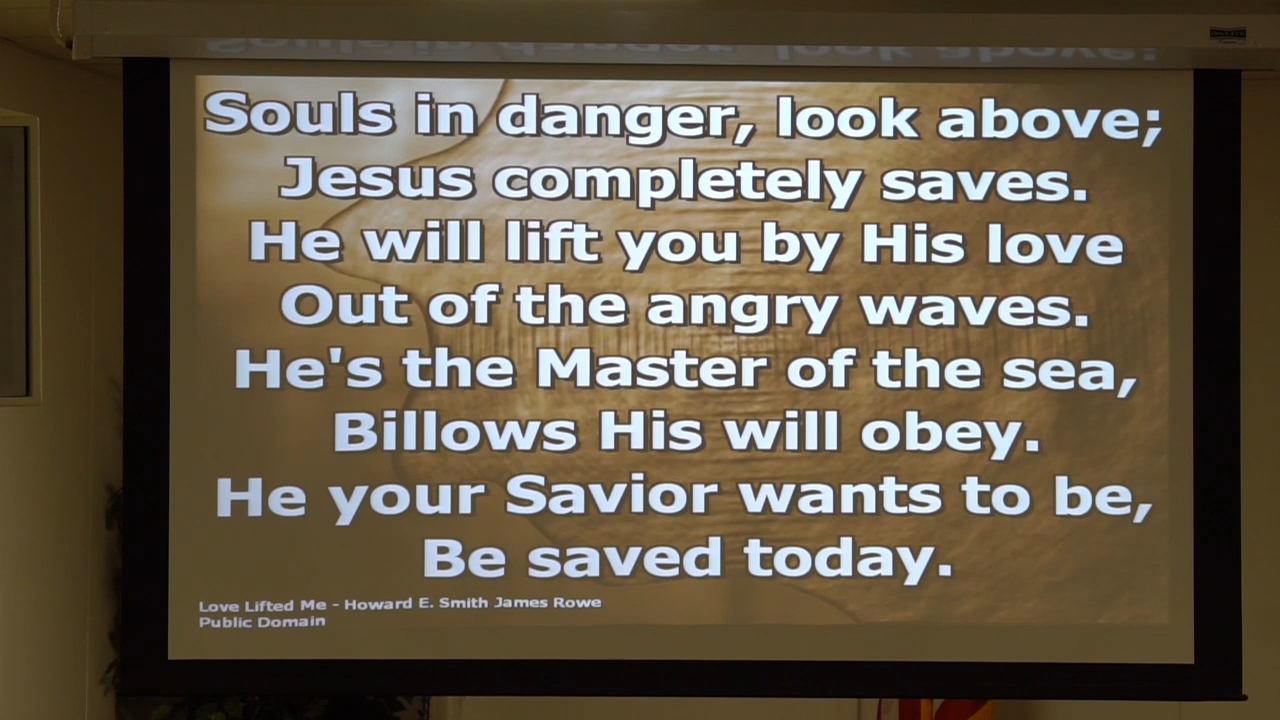 Souls in danger, look above;
Jesus completely saves.
He will lift you by His love
Out of the angry waves.
He's the Master of the sea,
Billows His will obey.
He your Savior wants to be,
Be saved today.
Love Lifted Me - Howard E. Smith James Rowe
Public Domain